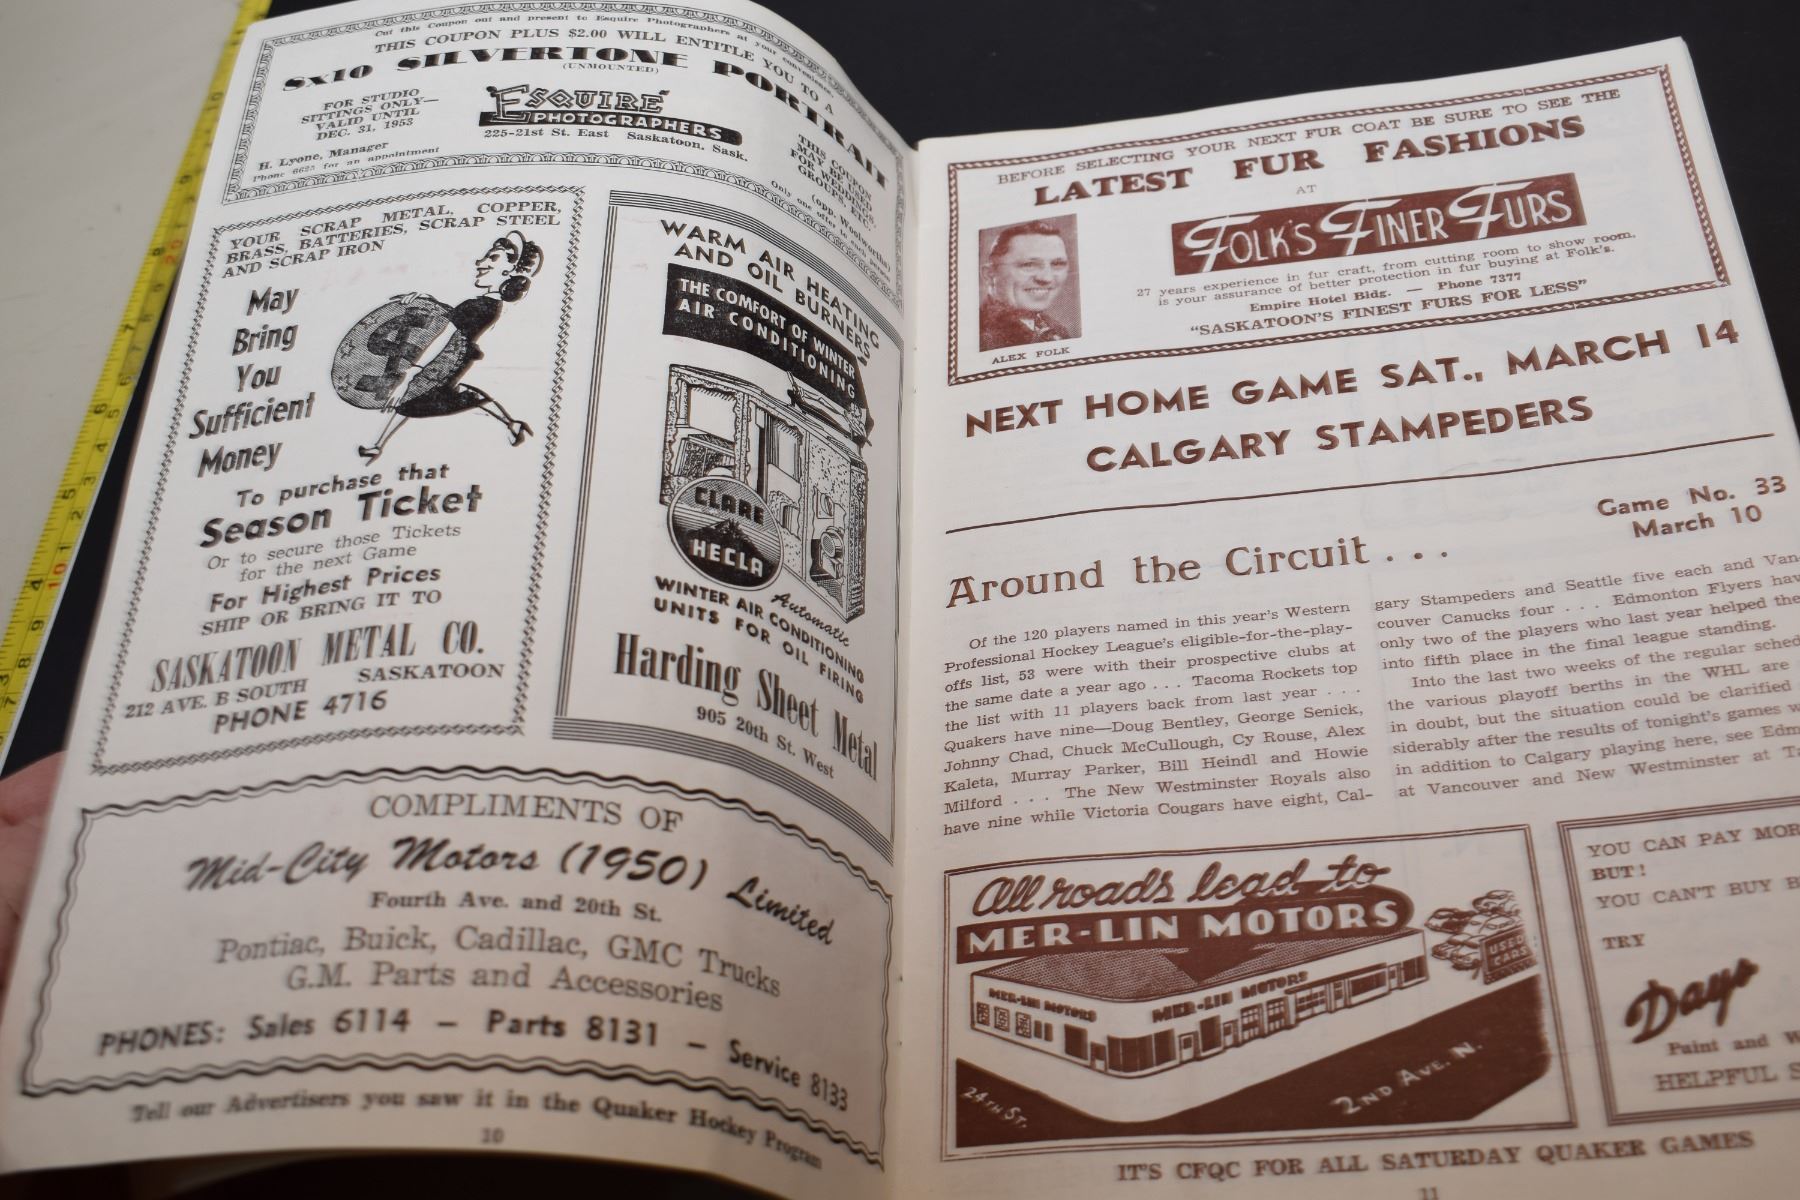 Cut this Coupon out and present to Esquire Photographers at your convenience.
THIS COUPON PLUS $2.00 WILL ENTITLE YOU TO A
8x10 SILVERTONE PORTRAIT
(UNMOUNTED)
FOR STUDIO
SITTINGS ONLY—
VALID UNTIL
DEC. 31, 1953
H. Lyone, Manager
Phone 6625 for an appointment
ESQUIRE
PHOTOGRAPHERS
225-21st St. East Saskatoon, Sask.
(opp. Woolworths)
Only one offer to each person
THIS COUPON
MAY BE USED
FOR WEDDINGS,
GROUPS, ETC.
YOUR SCRAP METAL, COPPER,
BRASS, BATTERIES, SCRAP STEEL
AND SCRAP IRON
May
Bring
You
Sufficient
Money
$
To purchase that
Season Ticket
Or to secure those Tickets
for the next Game
For Highest Prices
SHIP OR BRING IT TO
SASKATOON METAL CO.
212 AVE. B SOUTH SASKATOON
PHONE 4716
WARM AIR HEATING
AND OIL BURNERS
THE COMFORT OF WINTER
AIR CONDITIONING
CLARE
HECLA
Automatic
WINTER AIR CONDITIONING
UNITS FOR OIL FIRING
Harding Sheet Metal
905 20th St. West
COMPLIMENTS OF
Mid-City Motors (1950) Limited
Fourth Ave. and 20th St.
Pontiac, Buick, Cadillac, GMC Trucks
G.M. Parts and Accessories
PHONES: Sales 6114 — Parts 8131 — Service 8133
Tell our Advertisers you saw it in the Quaker Hockey Program
10
BEFORE SELECTING YOUR NEXT FUR COAT BE SURE TO SEE THE
LATEST FUR FASHIONS
AT
FOLK'S FINER FURS
27 years experience in fur craft, from cutting room to show room,
is your assurance of better protection in fur buying at Folk's.
Empire Hotel Bldg. — Phone 7377
"SASKATOON'S FINEST FURS FOR LESS"
ALEX FOLK
NEXT HOME GAME SAT., MARCH 14
CALGARY STAMPEDERS
Game No. 33
March 10
Around the Circuit . . .
Of the 120 players named in this year's Western
Professional Hockey League's eligible-for-the-play-
offs list, 53 were with their prospective clubs at
the same date a year ago . . . Tacoma Rockets top
the list with 11 players back from last year . . .
Quakers have nine—Doug Bentley, George Senick,
Johnny Chad, Chuck McCullough, Cy Rouse, Alex
Kaleta, Murray Parker, Bill Heindl and Howie
Milford . . . The New Westminster Royals also
have nine while Victoria Cougars have eight, Cal-
gary Stampeders and Seattle five each and Van-
couver Canucks four . . . Edmonton Flyers hav
only two of the players who last year helped the
into fifth place in the final league standing.
Into the last two weeks of the regular sched
the various playoff berths in the WHL are
in doubt, but the situation could be clarified
siderably after the results of tonight's games w
in addition to Calgary playing here, see Edm
at Vancouver and New Westminster at Ta
All roads lead to
MER-LIN MOTORS
MER-LIN MOTORS
MER-LIN MOTORS
USED
CARS
24TH ST.
2ND AVE. N.
YOU CAN PAY MOR
BUT!
YOU CAN'T BUY B
TRY
Days
Paint and W
HELPFUL S
IT'S CFQC FOR ALL SATURDAY QUAKER GAMES
11